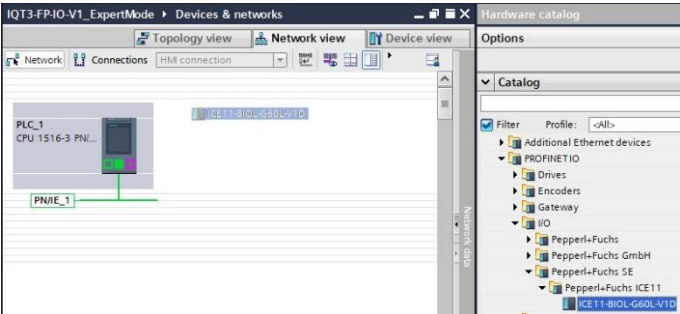 IQT3-FP-IO-V1_ExpertMode ▸ Devices & networks
Topology view Network view Device view
Network Connections HMI connection
ICE11-8IOL-G60L-V1D
PLC_1
CPU 1516-3 PN/...
PN/IE_1
Network data
Hardware catalog
Options
Catalog
Filter Profile: <All>
Additional Ethernet devices
PROFINET IO
Drives
Encoders
Gateway
I/O
Pepperl+Fuchs
Pepperl+Fuchs GmbH
Pepperl+Fuchs SE
Pepperl+Fuchs ICE11
ICE11-8IOL-G60L-V1D